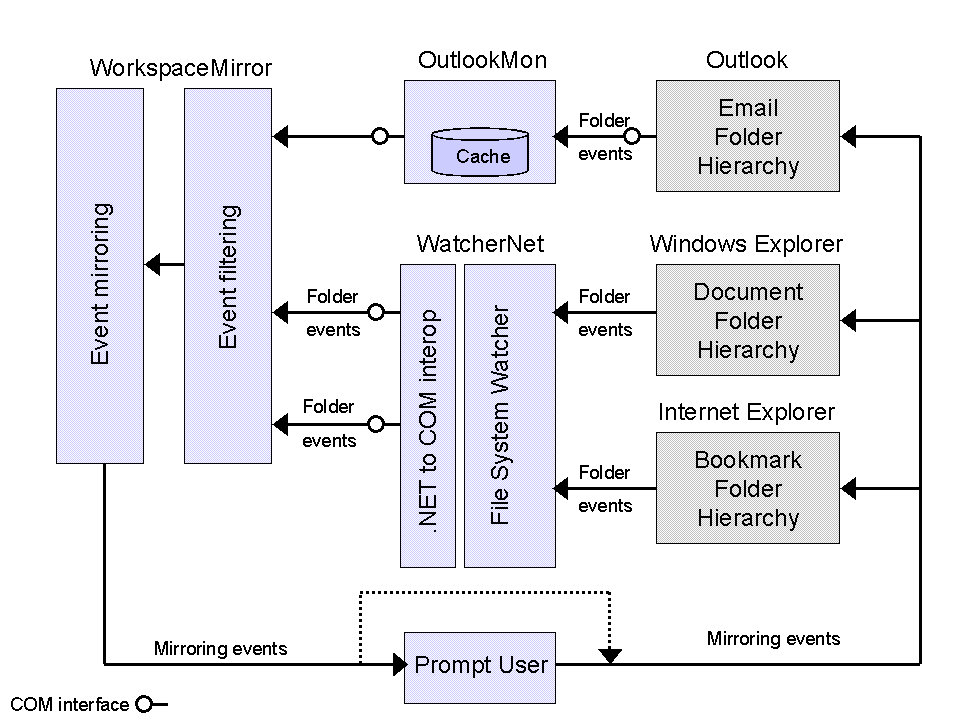 WorkspaceMirror
OutlookMon
Outlook
Event mirroring
Event filtering
Cache
Folder
events
Email
Folder
Hierarchy
WatcherNet
Windows Explorer
Folder
events
.NET to COM interop
File System Watcher
Folder
events
Document
Folder
Hierarchy
Internet Explorer
Folder
events
Folder
events
Bookmark
Folder
Hierarchy
Mirroring events
Prompt User
Mirroring events
COM interface